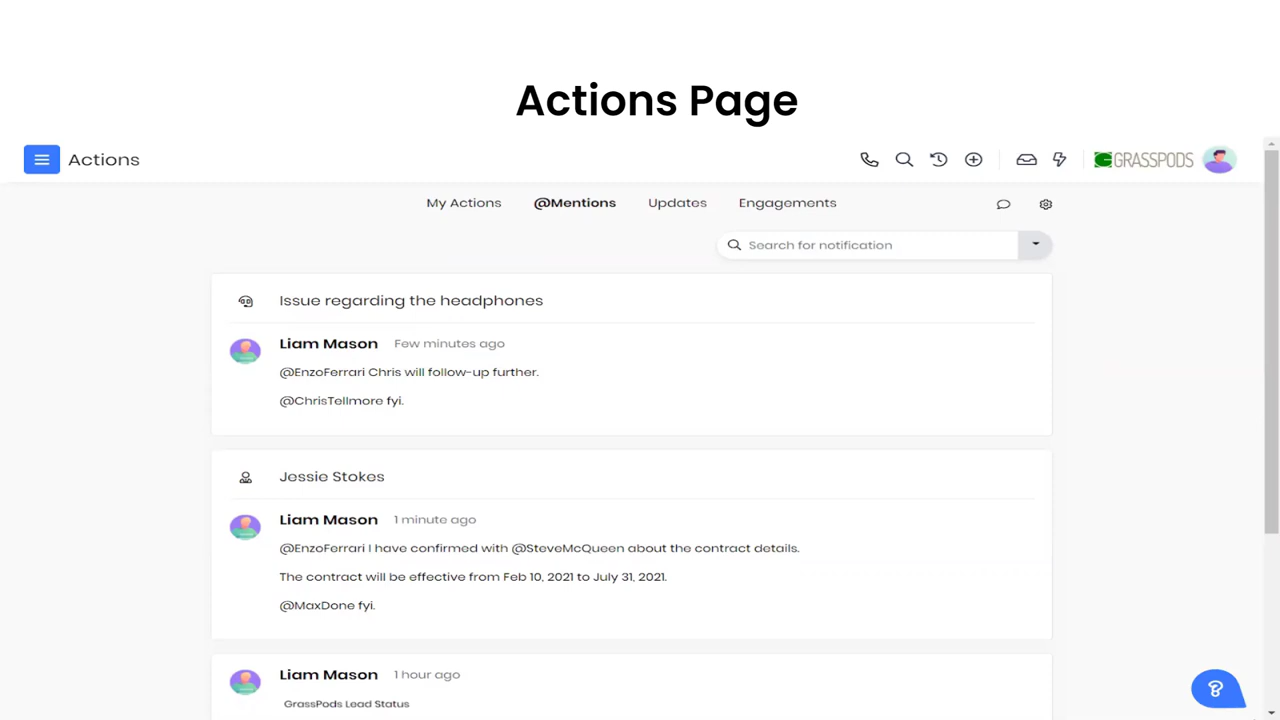 Actions Page
Actions
GRASSPODS
My Actions @Mentions Updates Engagements
Search for notification
Issue regarding the headphones
Liam Mason Few minutes ago
@EnzoFerrari Chris will follow-up further.
@ChrisTellmore fyi.
Jessie Stokes
Liam Mason 1 minute ago
@EnzoFerrari I have confirmed with @SteveMcQueen about the contract details.
The contract will be effective from Feb 10, 2021 to July 31, 2021.
@MaxDone fyi.
Liam Mason 1 hour ago
GrassPods Lead Status
?